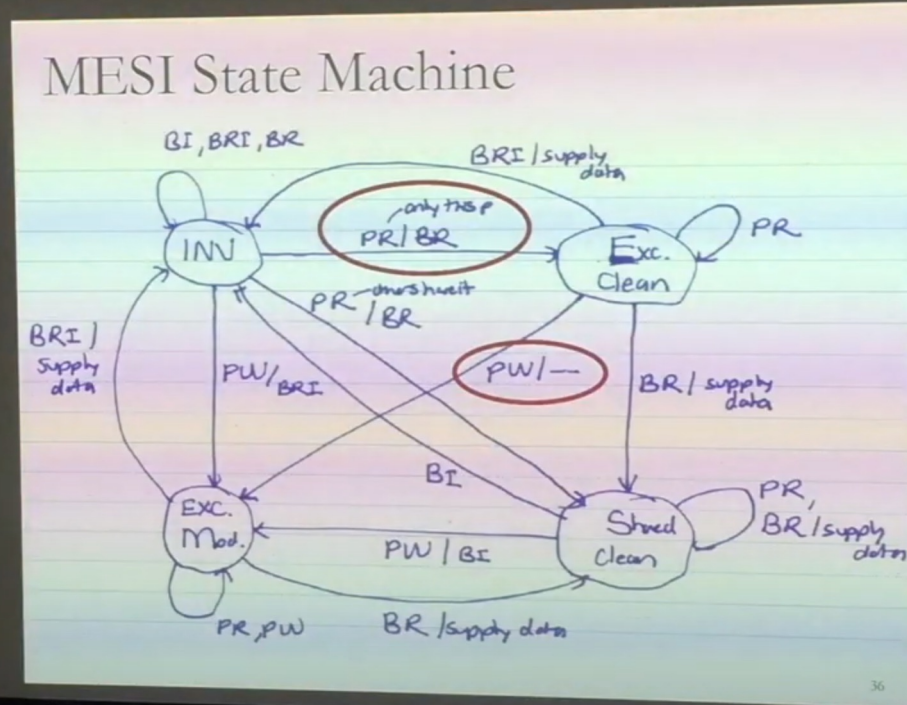 MESI State Machine
BI, BRI, BR
BRI / supply
data
only this P
PR / BR
INV
Exc.
Clean
PR
PR
/ BR
BRI /
supply
data
PW / BRI
PW / —
BR / supply
data
BI
Exc.
Mod.
Shred
Clean
PR,
BR / supply
data
PW / BI
PR, PW
BR / supply data
36